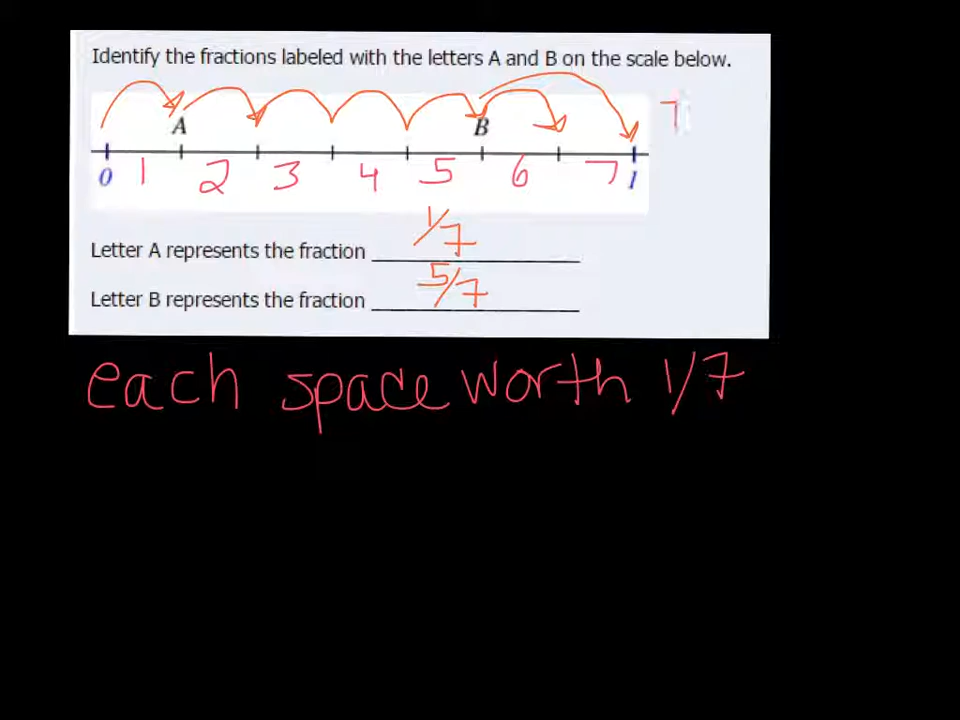 Identify the fractions labeled with the letters A and B on the scale below.
7
A B
0 1 2 3 4 5 6 7 1
Letter A represents the fraction 1/7
Letter B represents the fraction 5/7
each space worth 1/7